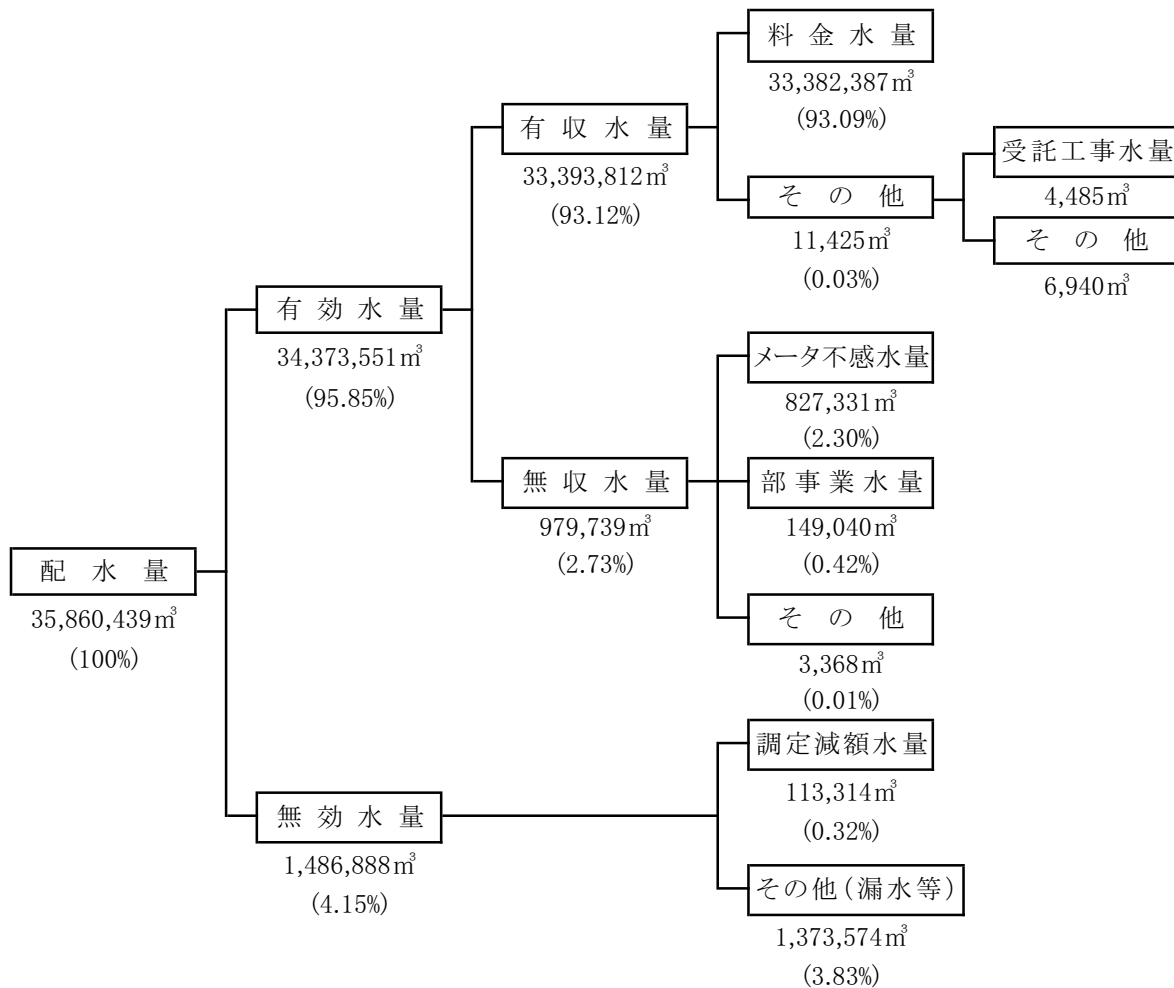 料金水量
33,382,387㎥
(93.09%)
有収水量
33,393,812㎥
(93.12%)
受託工事水量
4,485㎥
その他
11,425㎥
(0.03%)
その他
6,940㎥
有効水量
34,373,551㎥
(95.85%)
メータ不感水量
827,331㎥
(2.30%)
無収水量
979,739㎥
(2.73%)
部事業水量
149,040㎥
(0.42%)
配水量
35,860,439㎥
(100%)
その他
3,368㎥
(0.01%)
調定減額水量
113,314㎥
(0.32%)
無効水量
1,486,888㎥
(4.15%)
その他(漏水等)
1,373,574㎥
(3.83%)